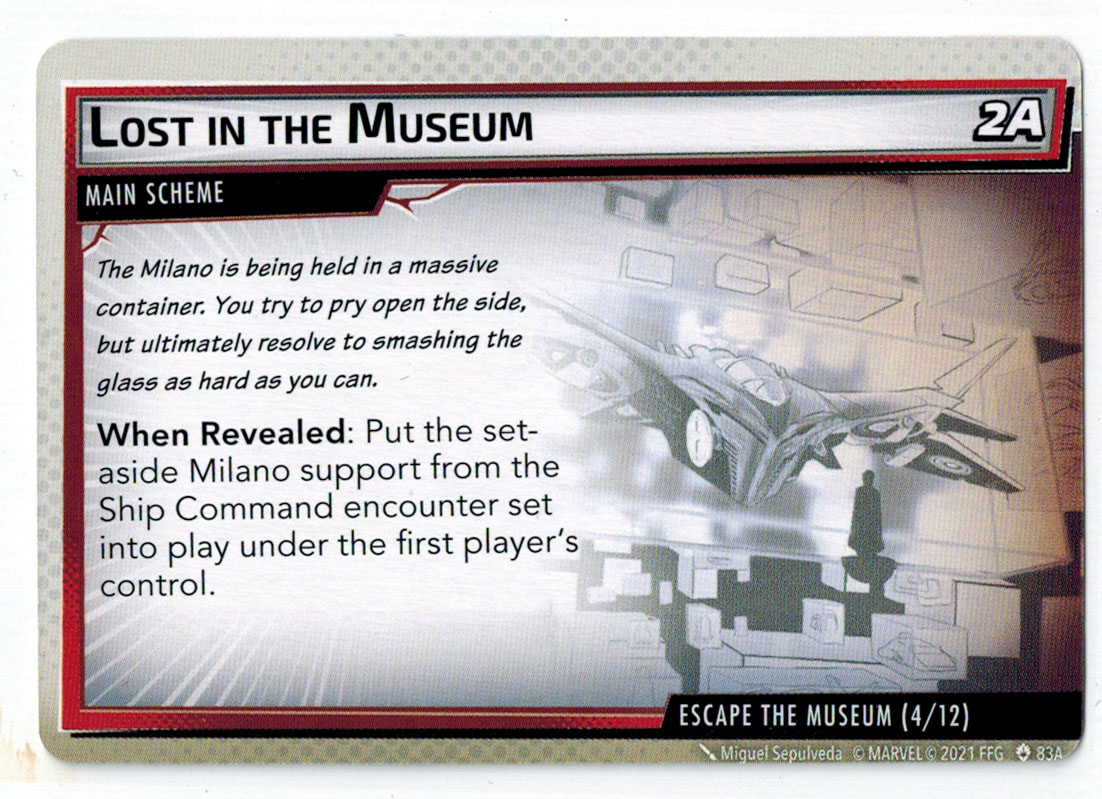 LOST IN THE MUSEUM
2A
MAIN SCHEME
The Milano is being held in a massive
container. You try to pry open the side,
but ultimately resolve to smashing the
glass as hard as you can.
When Revealed: Put the set-
aside Milano support from the
Ship Command encounter set
into play under the first player's
control.
ESCAPE THE MUSEUM (4/12)
Miguel Sepulveda © MARVEL © 2021 FFG 83A